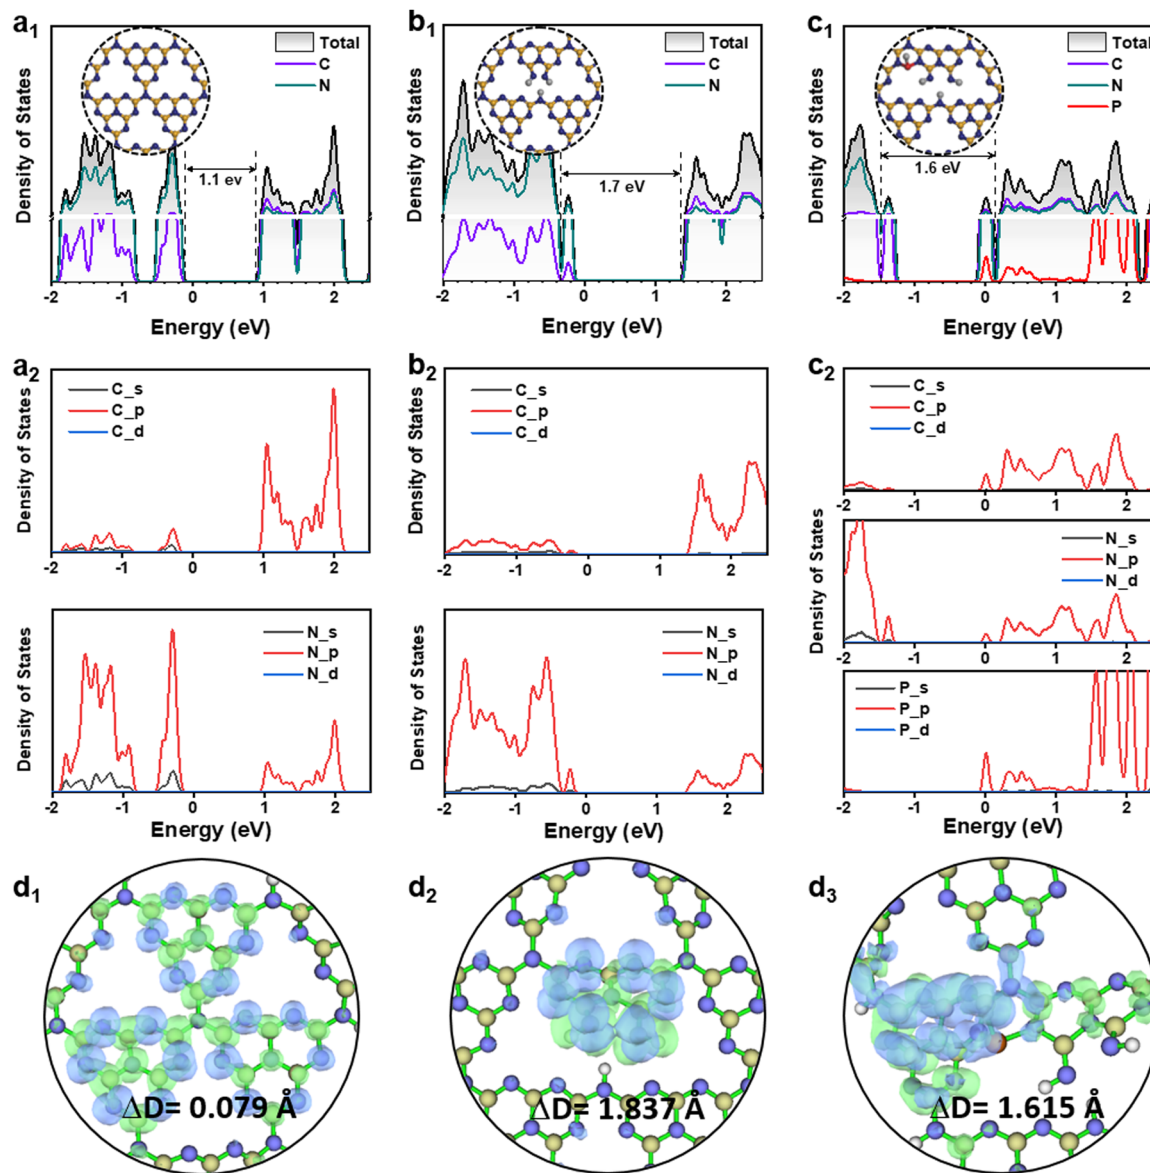 a1
Total
C
N
1.1 ev
Density of States
-2 -1 0 1 2
Energy (eV)
b1
Total
C
N
1.7 eV
Density of States
-2 -1 0 1 2
Energy (eV)
c1
Total
C
N
P
1.6 eV
Density of States
-2 -1 0 1 2
Energy (eV)
a2
C_s
C_p
C_d
Density of States
-2 -1 0 1 2
N_s
N_p
N_d
Density of States
-2 -1 0 1 2
Energy (eV)
b2
C_s
C_p
C_d
Density of States
-2 -1 0 1 2
N_s
N_p
N_d
Density of States
-2 -1 0 1 2
Energy (eV)
c2
C_s
C_p
C_d
-2 -1 0 1 2
N_s
N_p
N_d
Density of States
-2 -1 0 1 2
P_s
P_p
P_d
-2 -1 0 1 2
Energy (eV)
d1
ΔD= 0.079 Å
d2
ΔD= 1.837 Å
d3
ΔD= 1.615 Å